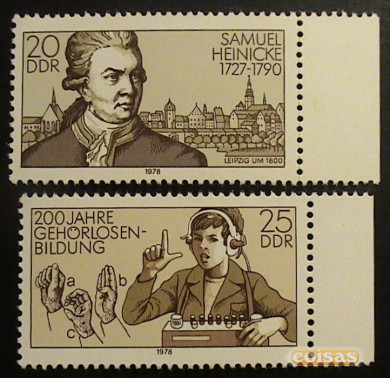 20
DDR
SAMUEL
HEINICKE
1727-1790
LEIPZIG UM 1800
1978
200 JAHRE
GEHÖRLOSEN-
BILDUNG
25
DDR
a
b
c
1978
coisas